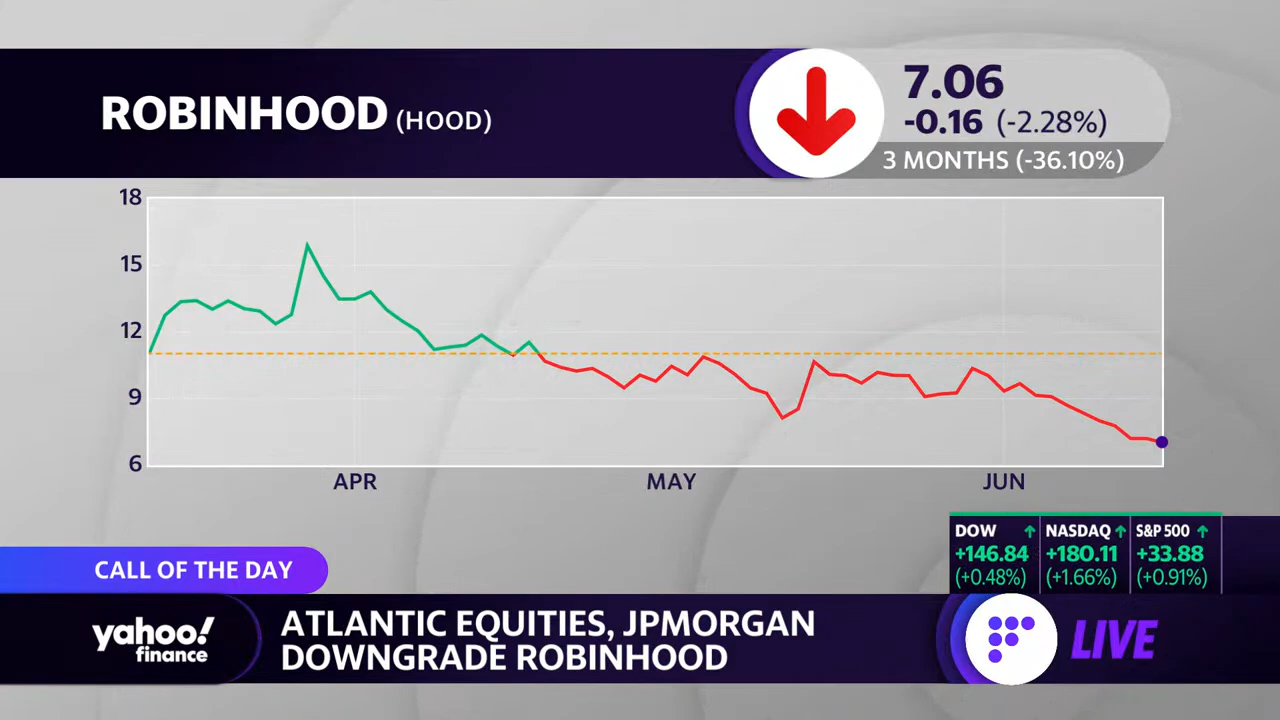 ROBINHOOD (HOOD)
7.06
-0.16 (-2.28%)
3 MONTHS (-36.10%)
18
15
12
9
6
APR MAY JUN
DOW NASDAQ S&P 500
+146.84 +180.11 +33.88
(+0.48%) (+1.66%) (+0.91%)
CALL OF THE DAY
yahoo!
finance
ATLANTIC EQUITIES, JPMORGAN
DOWNGRADE ROBINHOOD
LIVE